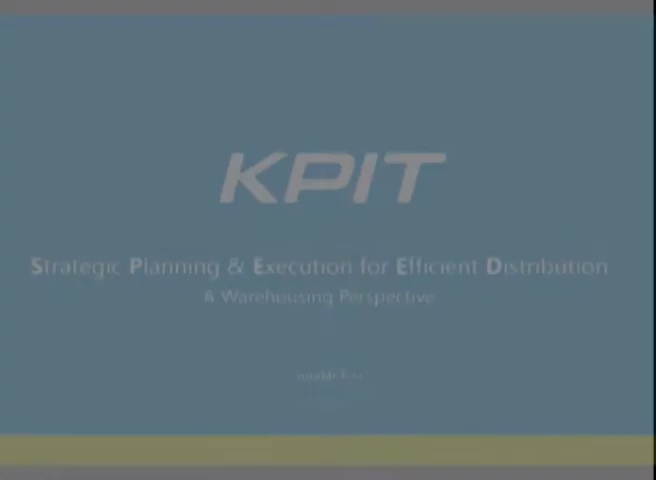 KPIT
Strategic Planning & Execution for Efficient Distribution
A Warehousing Perspective